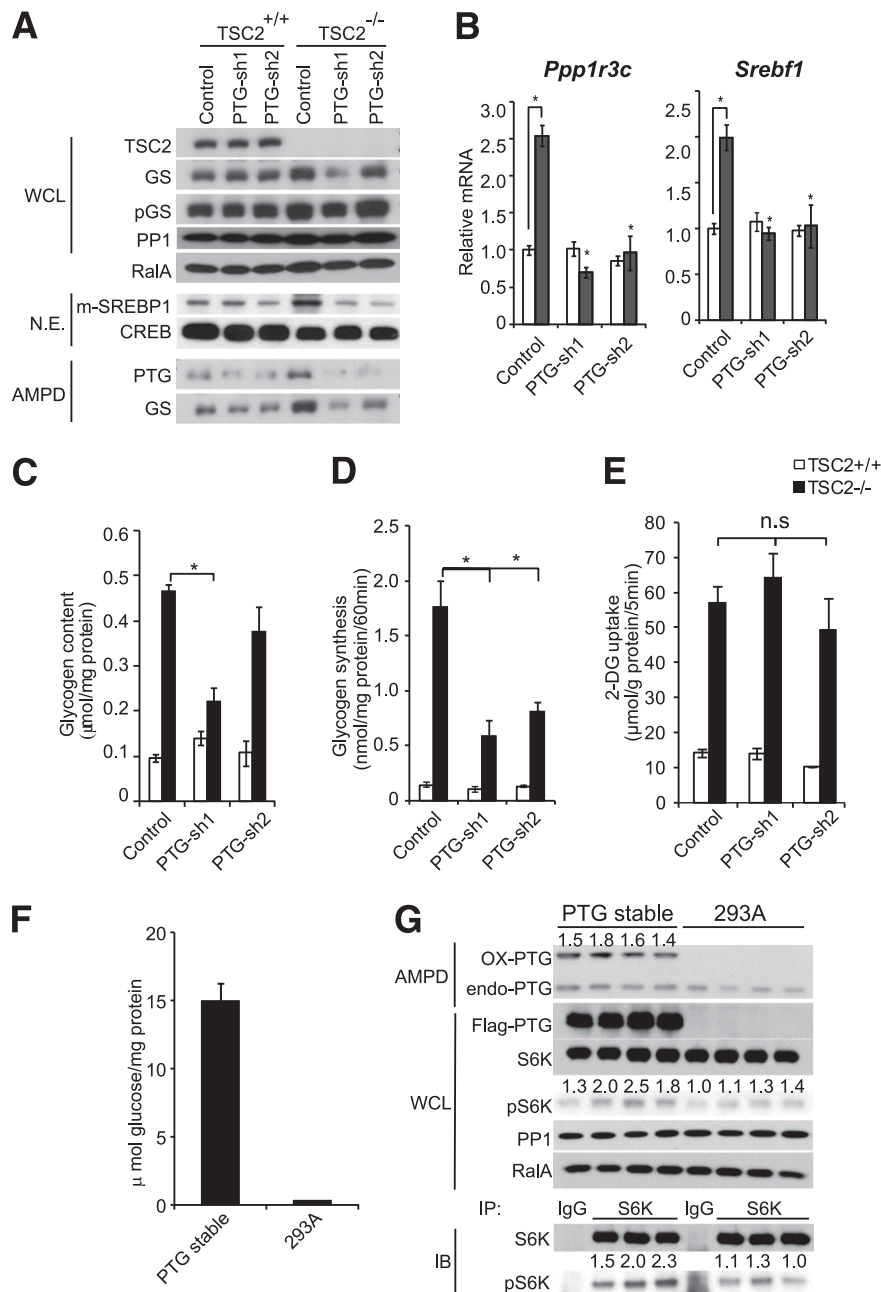 A
TSC2+/+ TSC2-/-
Control PTG-sh1 PTG-sh2 Control PTG-sh1 PTG-sh2
WCL
TSC2
GS
pGS
PP1
RalA
N.E.
m-SREBP1
CREB
AMPD
PTG
GS
B
Ppp1r3c
Relative mRNA
*
3.0
2.5
2.0
1.5
1.0
0.5
0.0
*
*
Control PTG-sh1 PTG-sh2
Srebf1
*
2.5
2.0
1.5
1.0
0.5
0
*
*
Control PTG-sh1 PTG-sh2
C
Glycogen content
(μmol/mg protein)
0.6
0.5
0.4
0.3
0.2
0.1
0
*
Control PTG-sh1 PTG-sh2
D
Glycogen synthesis
(nmol/mg protein/60min)
2.5
2.0
1.5
1.0
0.5
0
* *
Control PTG-sh1 PTG-sh2
E
TSC2+/+
TSC2-/-
2-DG uptake
(μmol/g protein/5min)
80
70
60
50
40
30
20
10
0
n.s
Control PTG-sh1 PTG-sh2
F
μ mol glucose/mg protein
20
15
10
5
0
PTG stable 293A
G
PTG stable 293A
1.5 1.8 1.6 1.4
AMPD
OX-PTG
endo-PTG
WCL
Flag-PTG
S6K
1.3 2.0 2.5 1.8 1.0 1.1 1.3 1.4
pS6K
PP1
RalA
IP: IgG S6K IgG S6K
IB
S6K
1.5 2.0 2.3 1.1 1.3 1.0
pS6K